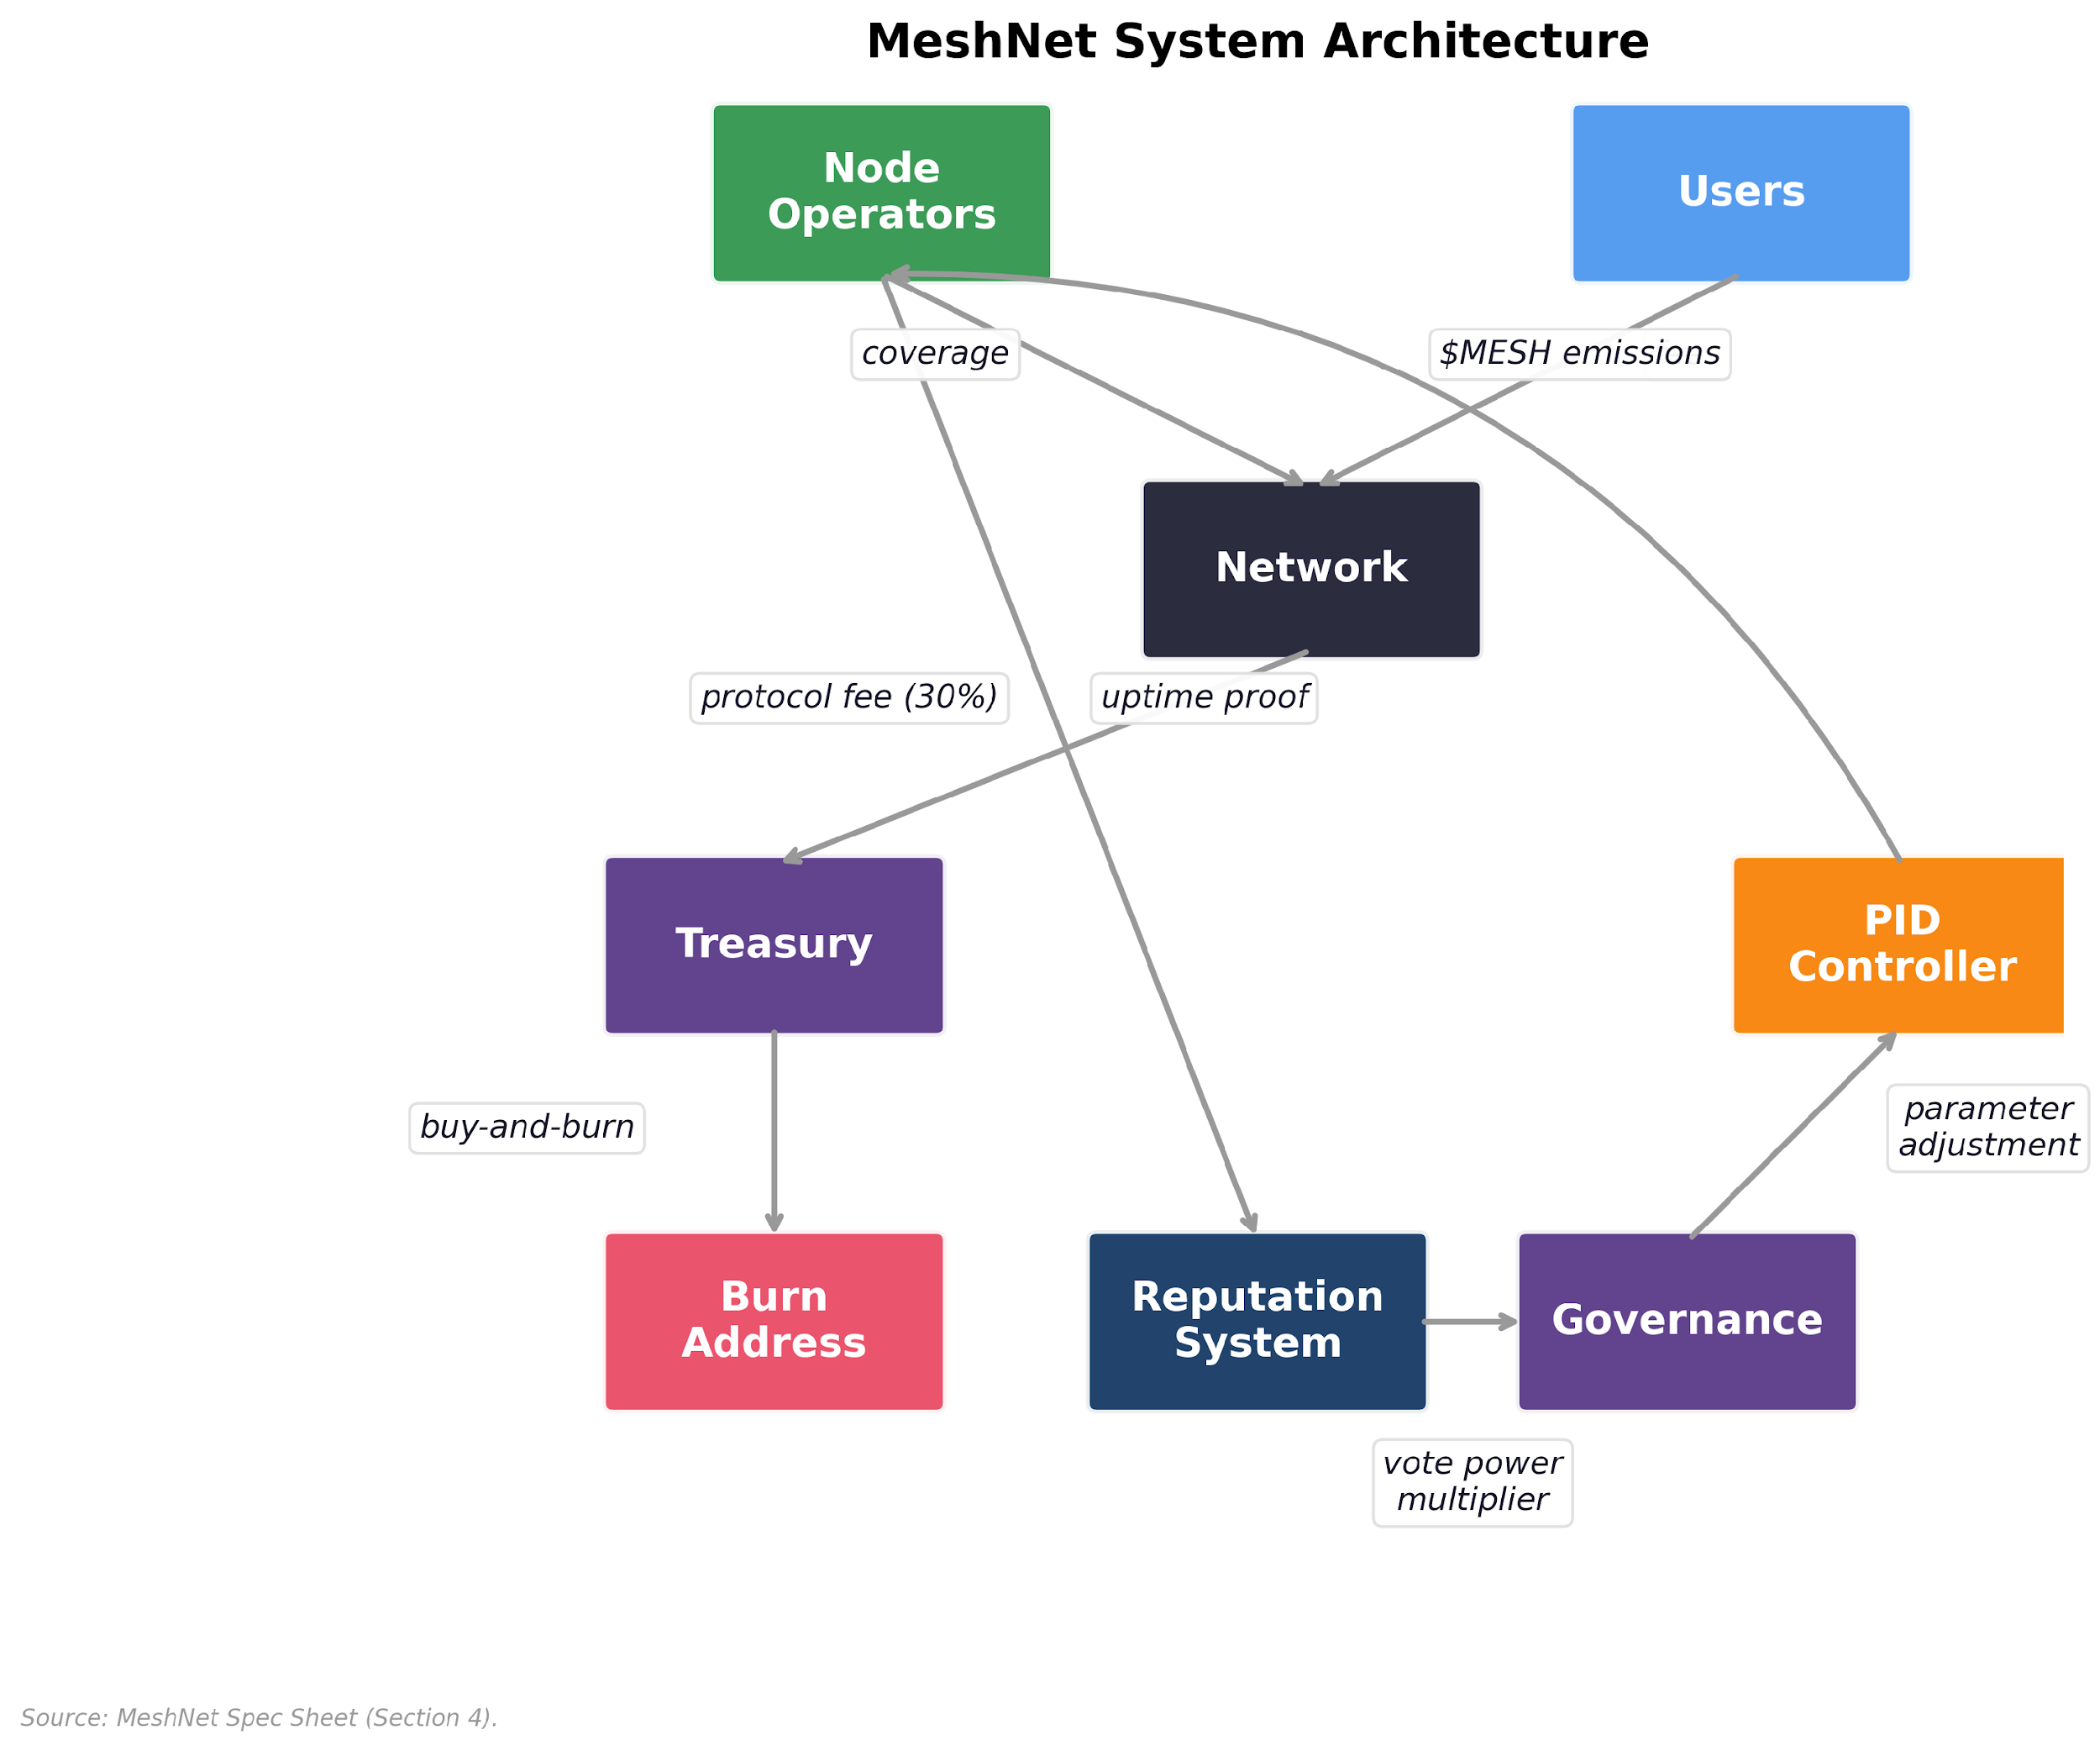 MeshNet System Architecture
Node
Operators
Users
coverage
$MESH emissions
Network
protocol fee (30%)
uptime proof
Treasury
PID
Controller
buy-and-burn
parameter
adjustment
Burn
Address
Reputation
System
Governance
vote power
multiplier
Source: MeshNet Spec Sheet (Section 4).